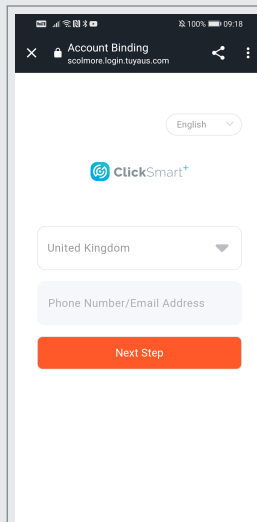 100% 09:18
Account Binding
scolmore.login.tuyaus.com
English
ClickSmart+
United Kingdom
Phone Number/Email Address
Next Step